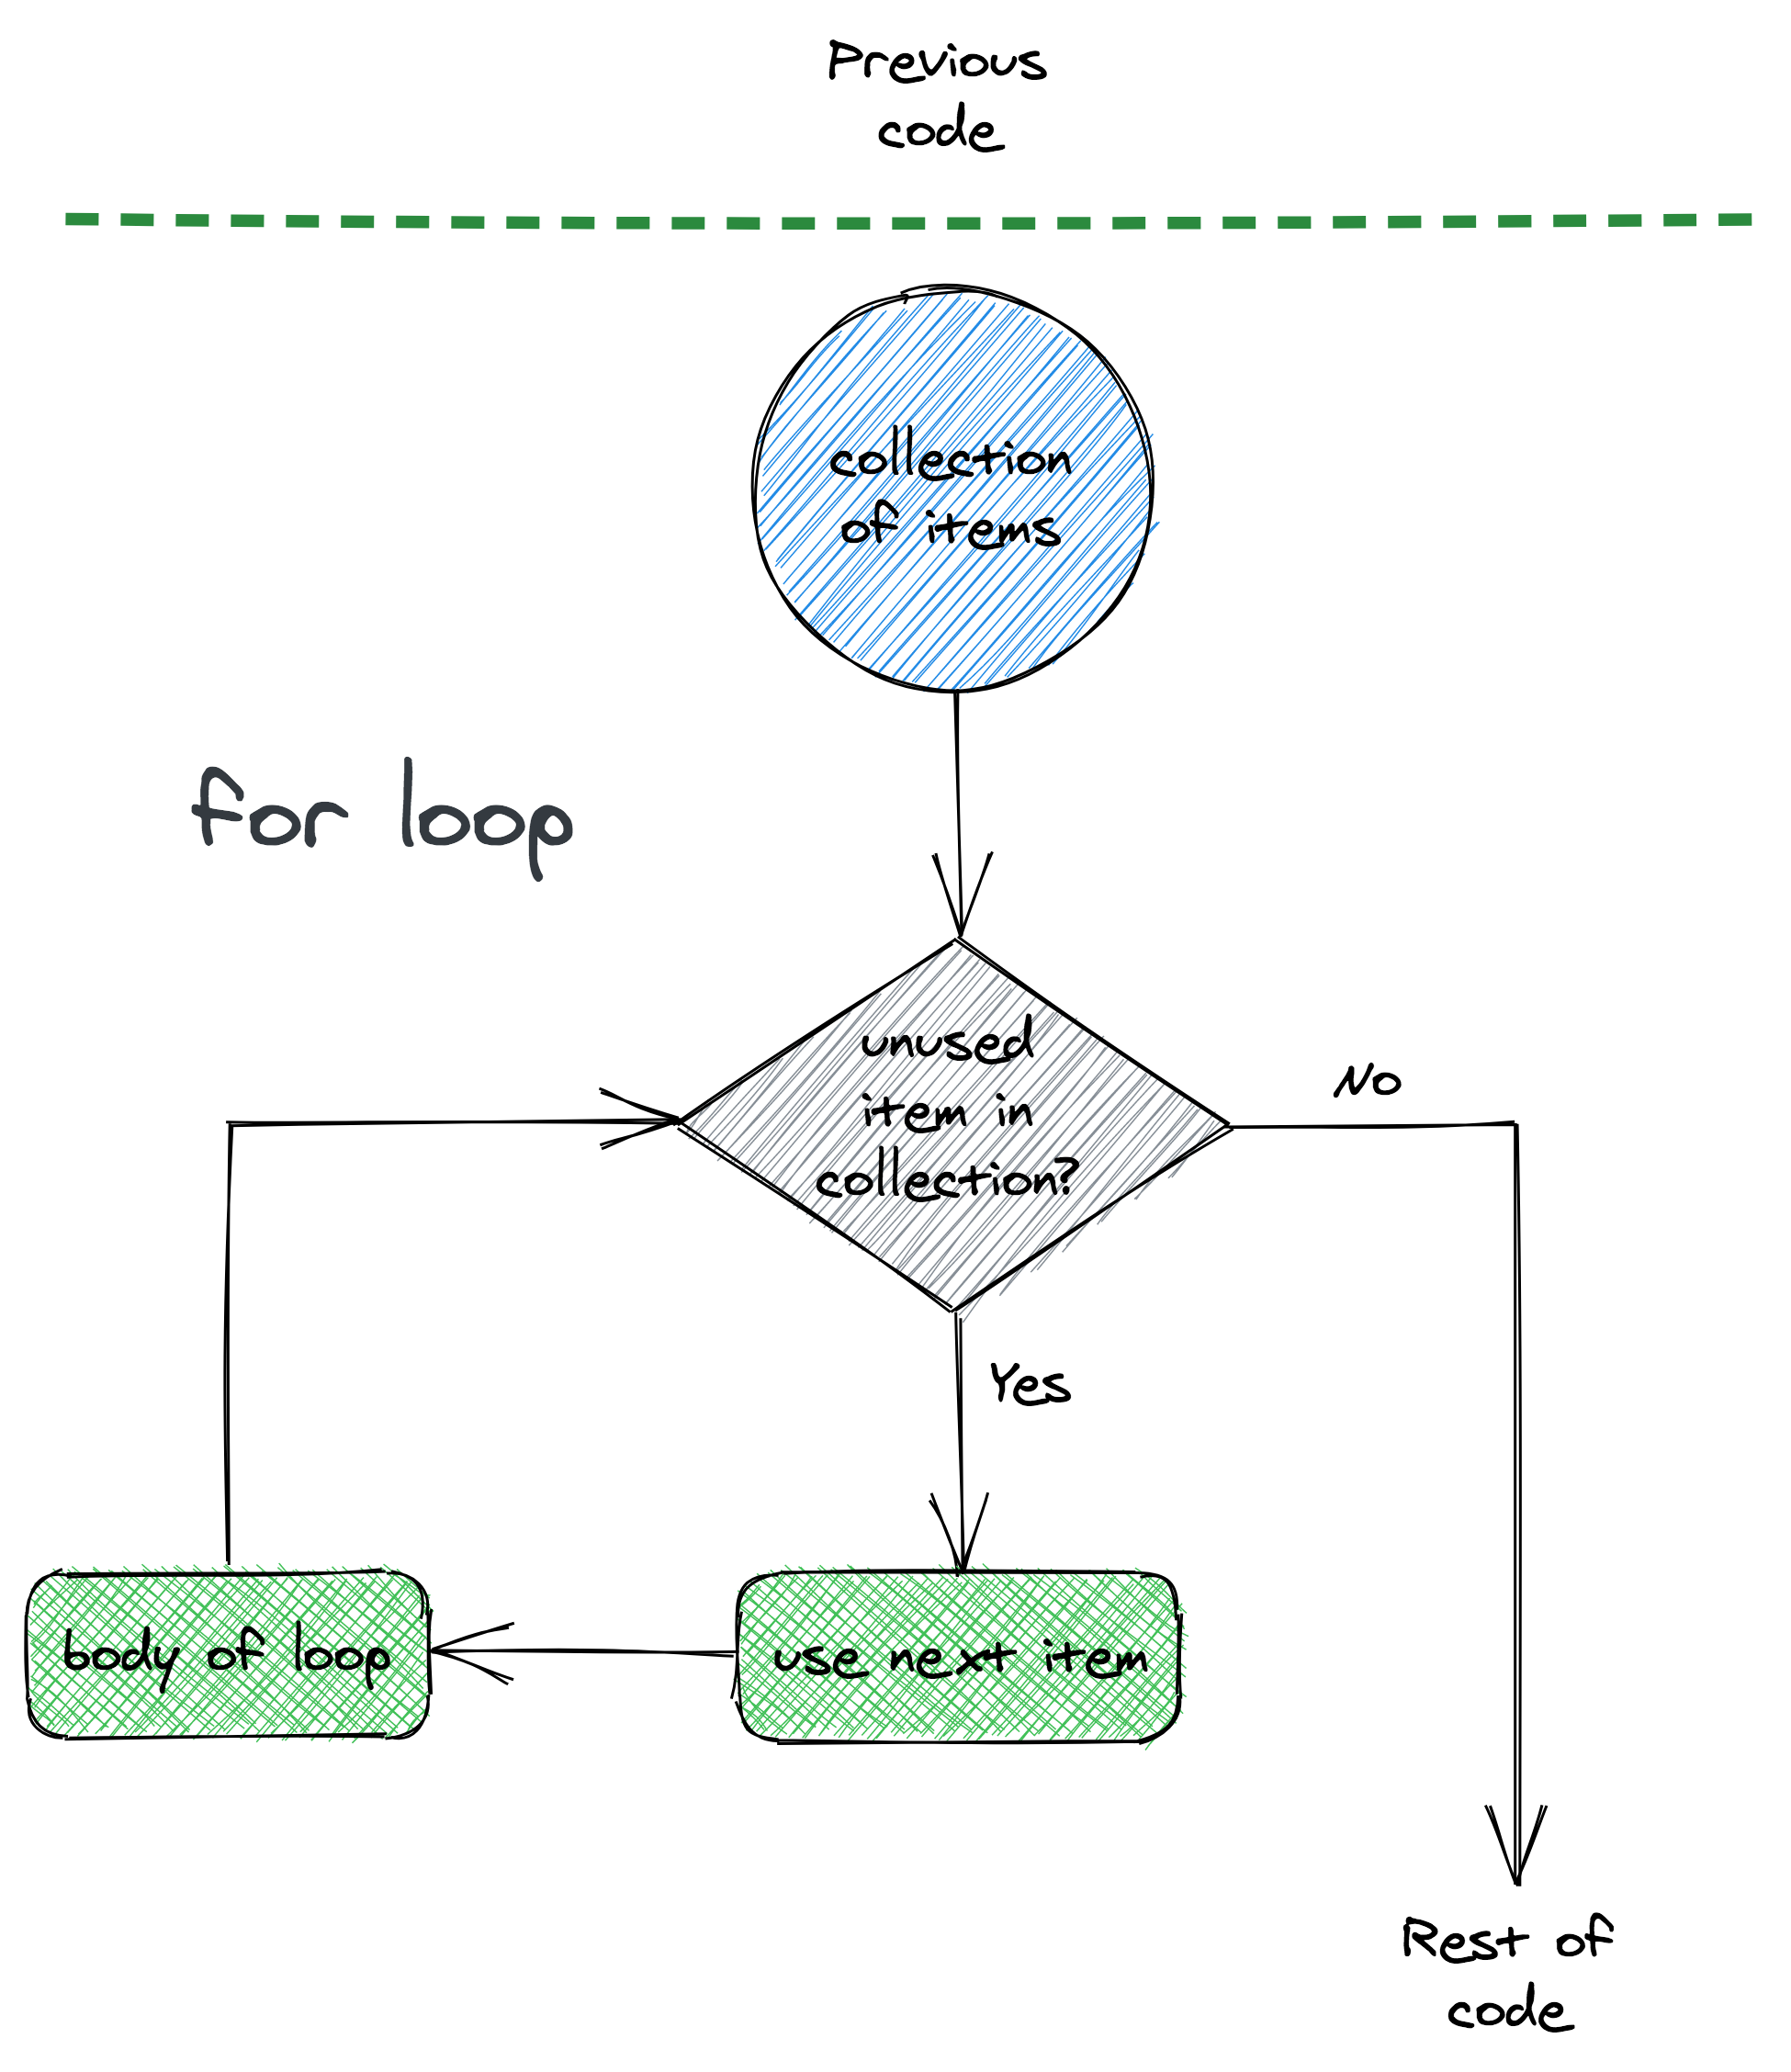 Previous
code
collection
of items
for loop
unused
item in
collection?
No
Yes
body of loop
use next item
Rest of
code